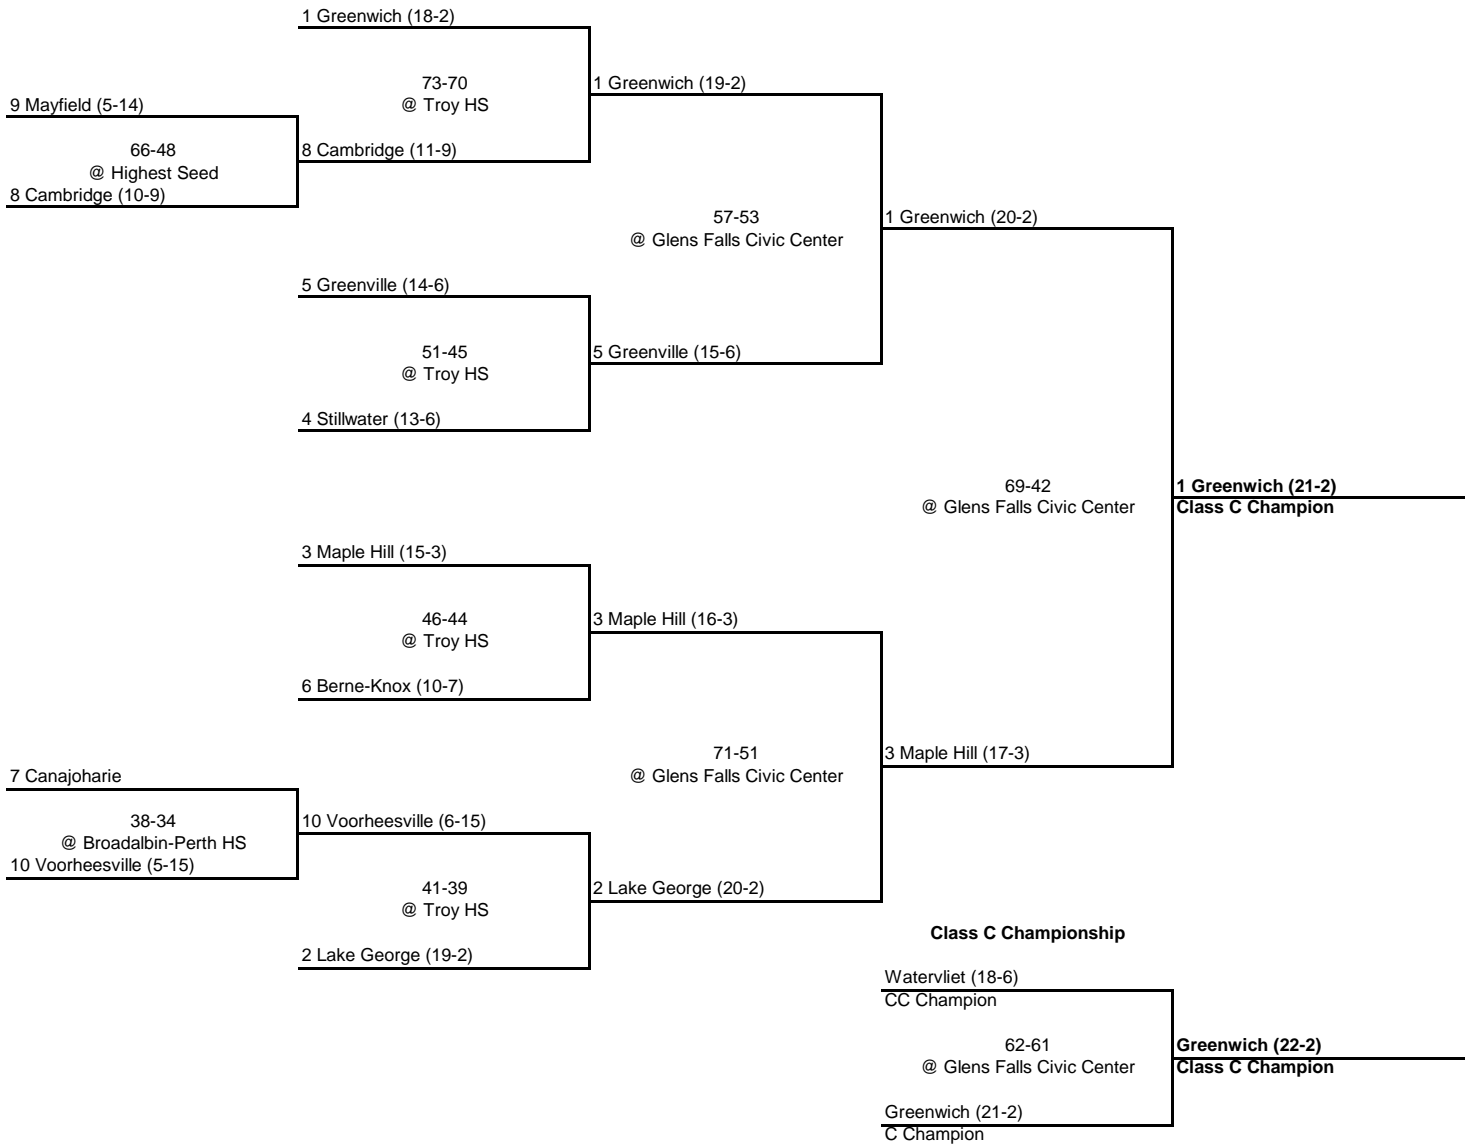 1 Greenwich (18-2)
73-70
@ Troy HS
1 Greenwich (19-2)
9 Mayfield (5-14)
66-48
@ Highest Seed
8 Cambridge (11-9)
8 Cambridge (10-9)
57-53
@ Glens Falls Civic Center
1 Greenwich (20-2)
5 Greenville (14-6)
51-45
@ Troy HS
5 Greenville (15-6)
4 Stillwater (13-6)
69-42
@ Glens Falls Civic Center
1 Greenwich (21-2)
Class C Champion
3 Maple Hill (15-3)
46-44
@ Troy HS
3 Maple Hill (16-3)
6 Berne-Knox (10-7)
71-51
@ Glens Falls Civic Center
3 Maple Hill (17-3)
7 Canajoharie
38-34
@ Broadalbin-Perth HS
10 Voorheesville (6-15)
10 Voorheesville (5-15)
41-39
@ Troy HS
2 Lake George (20-2)
2 Lake George (19-2)
Class C Championship
Watervliet (18-6)
CC Champion
62-61
@ Glens Falls Civic Center
Greenwich (22-2)
Class C Champion
Greenwich (21-2)
C Champion